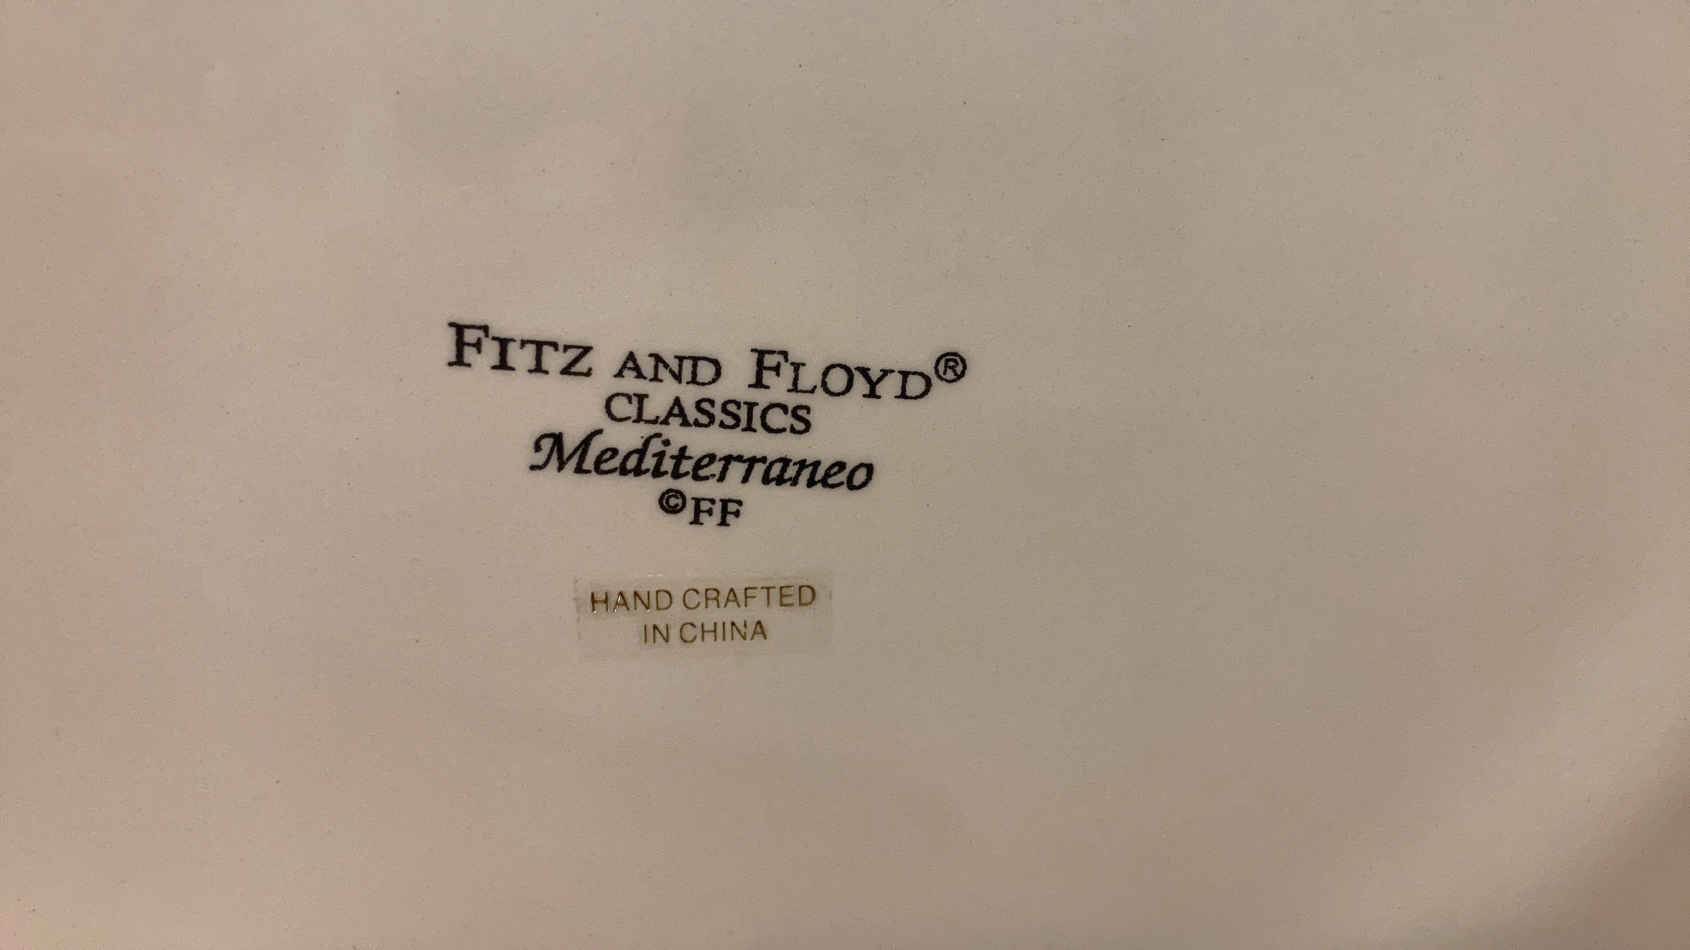 FITZ AND FLOYD®
CLASSICS
Mediterraneo
©FF
HAND CRAFTED
IN CHINA